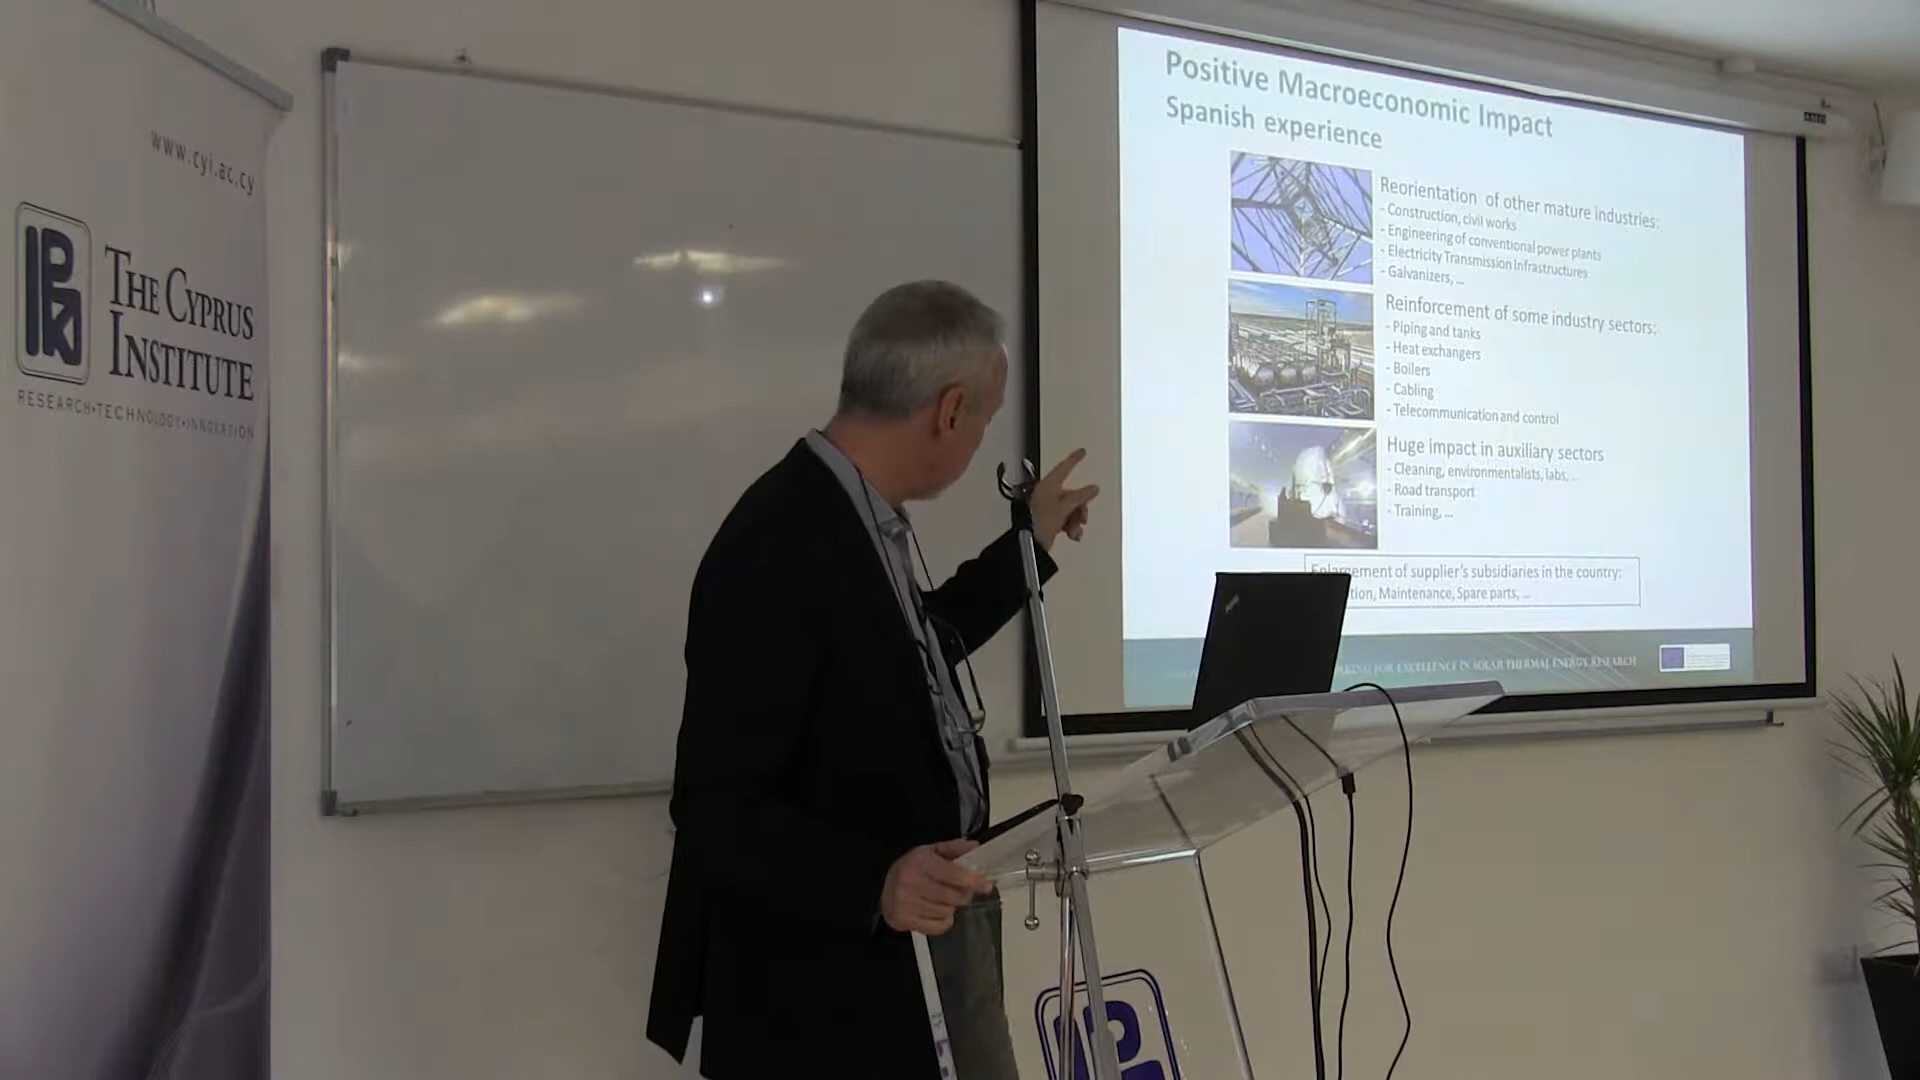 www.cyi.ac.cy
THE CYPRUS
INSTITUTE
RESEARCH•TECHNOLOGY•INNOVATION
Positive Macroeconomic Impact
Spanish experience
Reorientation of other mature industries:
- Construction, civil works
- Engineering of conventional power plants
- Electricity Transmission Infrastructures
- Galvanizers, ...
Reinforcement of some industry sectors:
- Piping and tanks
- Heat exchangers
- Boilers
- Cabling
- Telecommunication and control
Huge impact in auxiliary sectors
- Cleaning, environmentalists, labs, ...
- Road transport
- Training, ...
Enlargement of supplier's subsidiaries in the country:
Maintenance, Spare parts, ...
FOR EXCELLENCE IN SOLAR THERMAL ENERGY RESEARCH